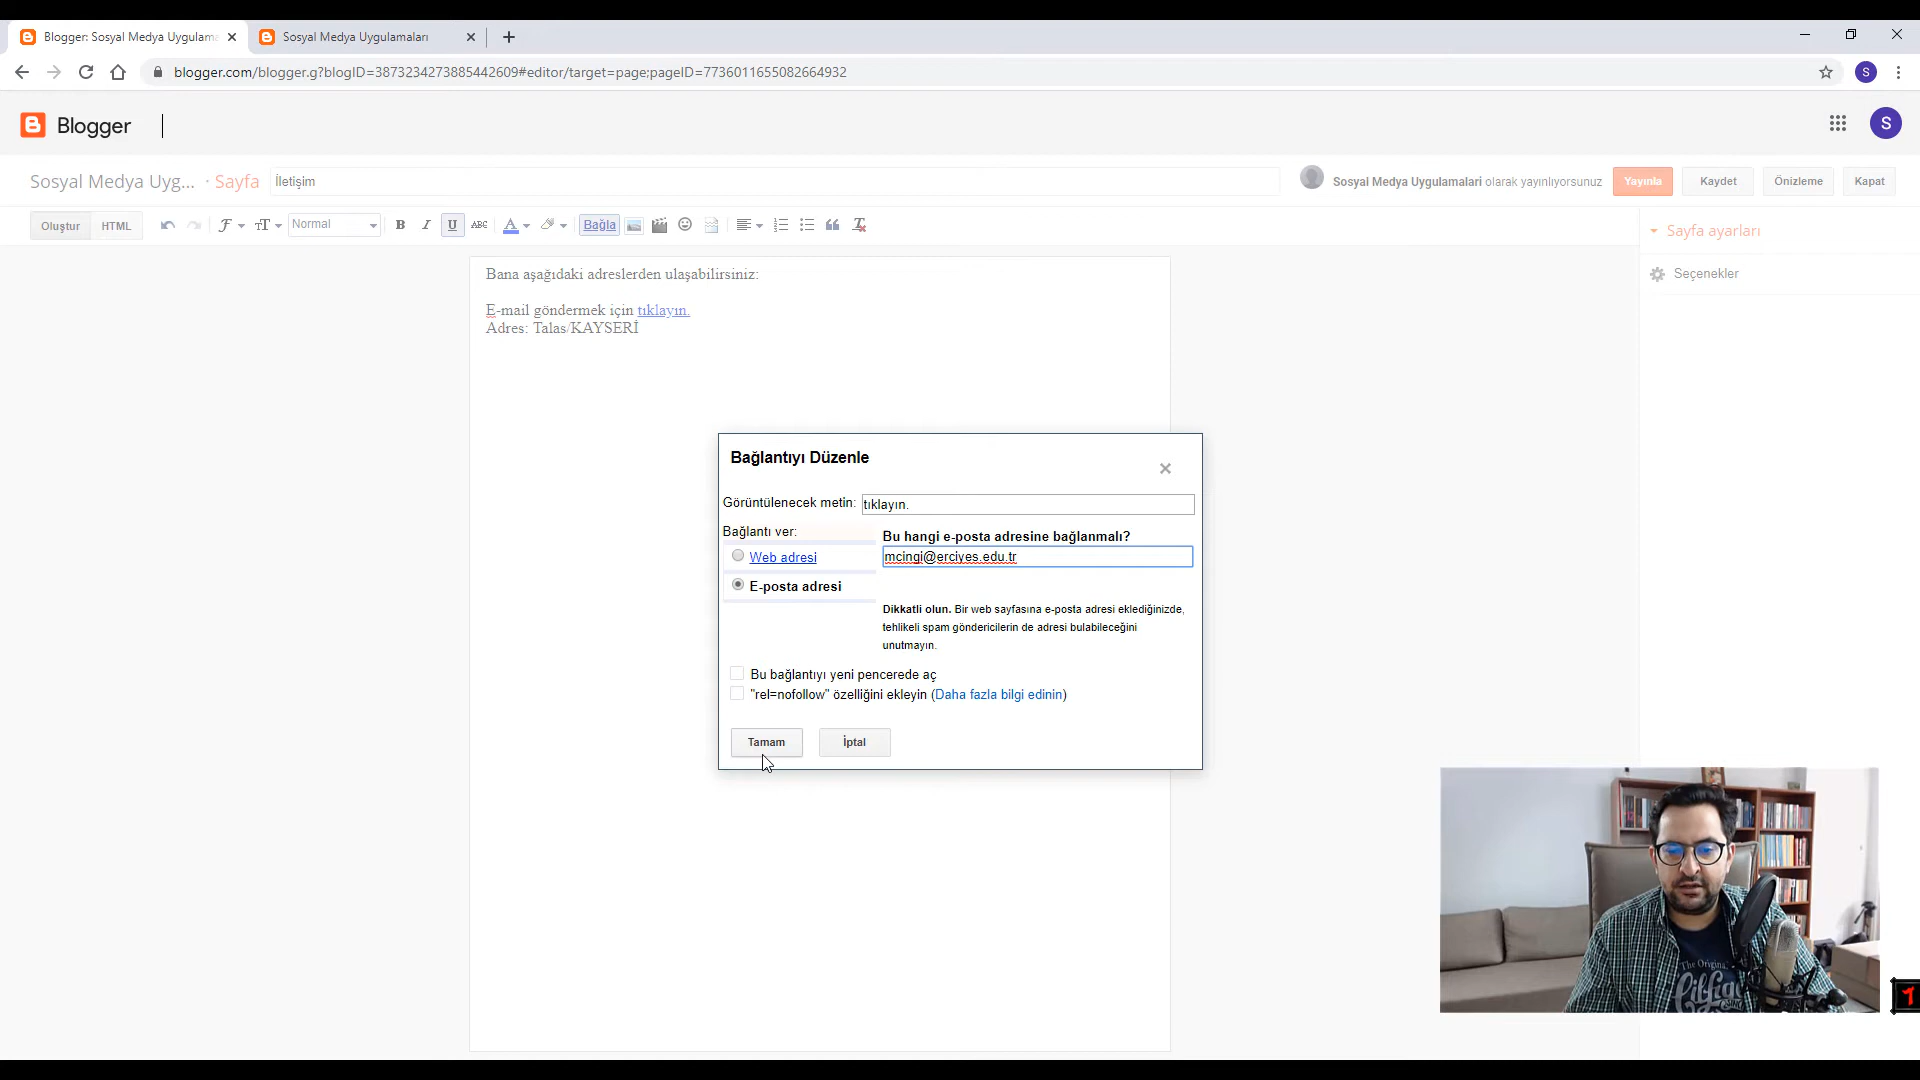 Blogger: Sosyal Medya Uygulama
Sosyal Medya Uygulamaları
blogger.com/blogger.g?blogID=3873234273885442609#editor/target=page;pageID=7736011655082664932
S
Blogger
S
Sosyal Medya Uyg... · Sayfa
İletişim
Sosyal Medya Uygulamalari olarak yayınlıyorsunuz
Yayınla
Kaydet
Önizleme
Kapat
Oluştur
HTML
Normal
B
I
U
ABC
A
Bağla
Sayfa ayarları
Seçenekler
Bana aşağıdaki adreslerden ulaşabilirsiniz:
E-mail göndermek için tıklayın.
Adres: Talas/KAYSERİ
Bağlantıyı Düzenle
Görüntülenecek metin: tıklayın.
Bağlantı ver:
Web adresi
E-posta adresi
Bu hangi e-posta adresine bağlanmalı?
mcingi@erciyes.edu.tr
Dikkatli olun. Bir web sayfasına e-posta adresi eklediğinizde,
tehlikeli spam göndericilerin de adresi bulabileceğini
unutmayın.
Bu bağlantıyı yeni pencerede aç
"rel=nofollow" özelliğini ekleyin (Daha fazla bilgi edinin)
Tamam
İptal
The Original